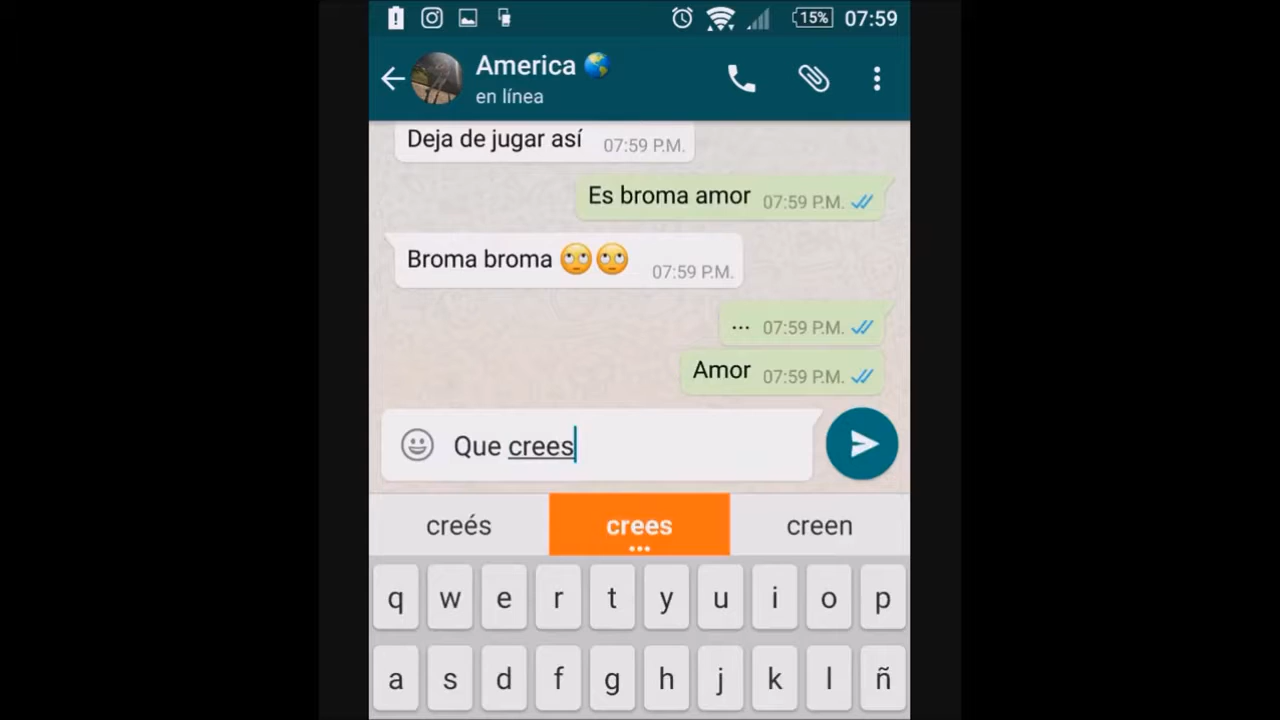 15% 07:59
America 🌎
en línea
Deja de jugar así 07:59 P.M.
Es broma amor 07:59 P.M.
Broma broma 🙄🙄 07:59 P.M.
... 07:59 P.M.
Amor 07:59 P.M.
Que crees
creés crees creen
q w e r t y u i o p
a s d f g h j k l ñ